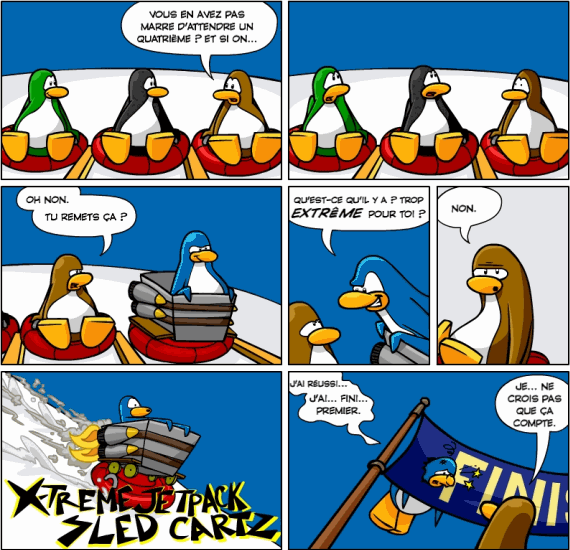 VOUS EN AVEZ PAS
MARRE D'ATTENDRE UN
QUATRIÈME ? ET SI ON...
OH NON.
TU REMETS ÇA ?
QU'EST-CE QU'IL Y A ? TROP
EXTRÊME POUR TOI ?
NON.
X-TREME JETPACK
SLED CARTZ
J'AI RÉUSSI...
J'AI... FINI...
PREMIER.
JE... NE
CROIS PAS
QUE ÇA
COMPTE.
FINIS